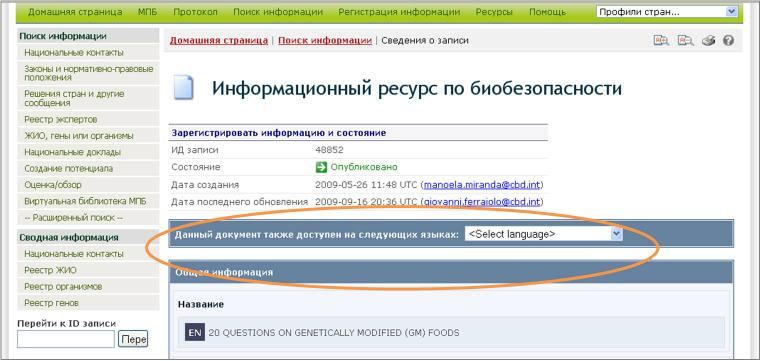 Домашняя страница МПБ Протокол Поиск информации Регистрация информации Ресурсы Помощь Профили стран...
Поиск информации
Национальные контакты
Законы и нормативно-правовые
положения
Решения стран и другие
сообщения
Реестр экспертов
ЖИО, гены или организмы
Национальные доклады
Создание потенциала
Оценка/обзор
Виртуальная библиотека МПБ
-- Расширенный поиск --
Сводная информация
Национальные контакты
Реестр ЖИО
Реестр организмов
Реестр генов
Перейти к ID записи
Пере
Домашняя страница | Поиск информации | Сведения о записи
Информационный ресурс по биобезопасности
Зарегистрировать информацию и состояние
ИД записи 48852
Состояние Опубликовано
Дата создания 2009-05-26 11:48 UTC (manoela.miranda@cbd.int)
Дата последнего обновления 2009-09-16 20:36 UTC (giovanni.ferraiolo@cbd.int)
Данный документ также доступен на следующих языках: <Select language>
Общая информация
Название
EN 20 QUESTIONS ON GENETICALLY MODIFIED (GM) FOODS